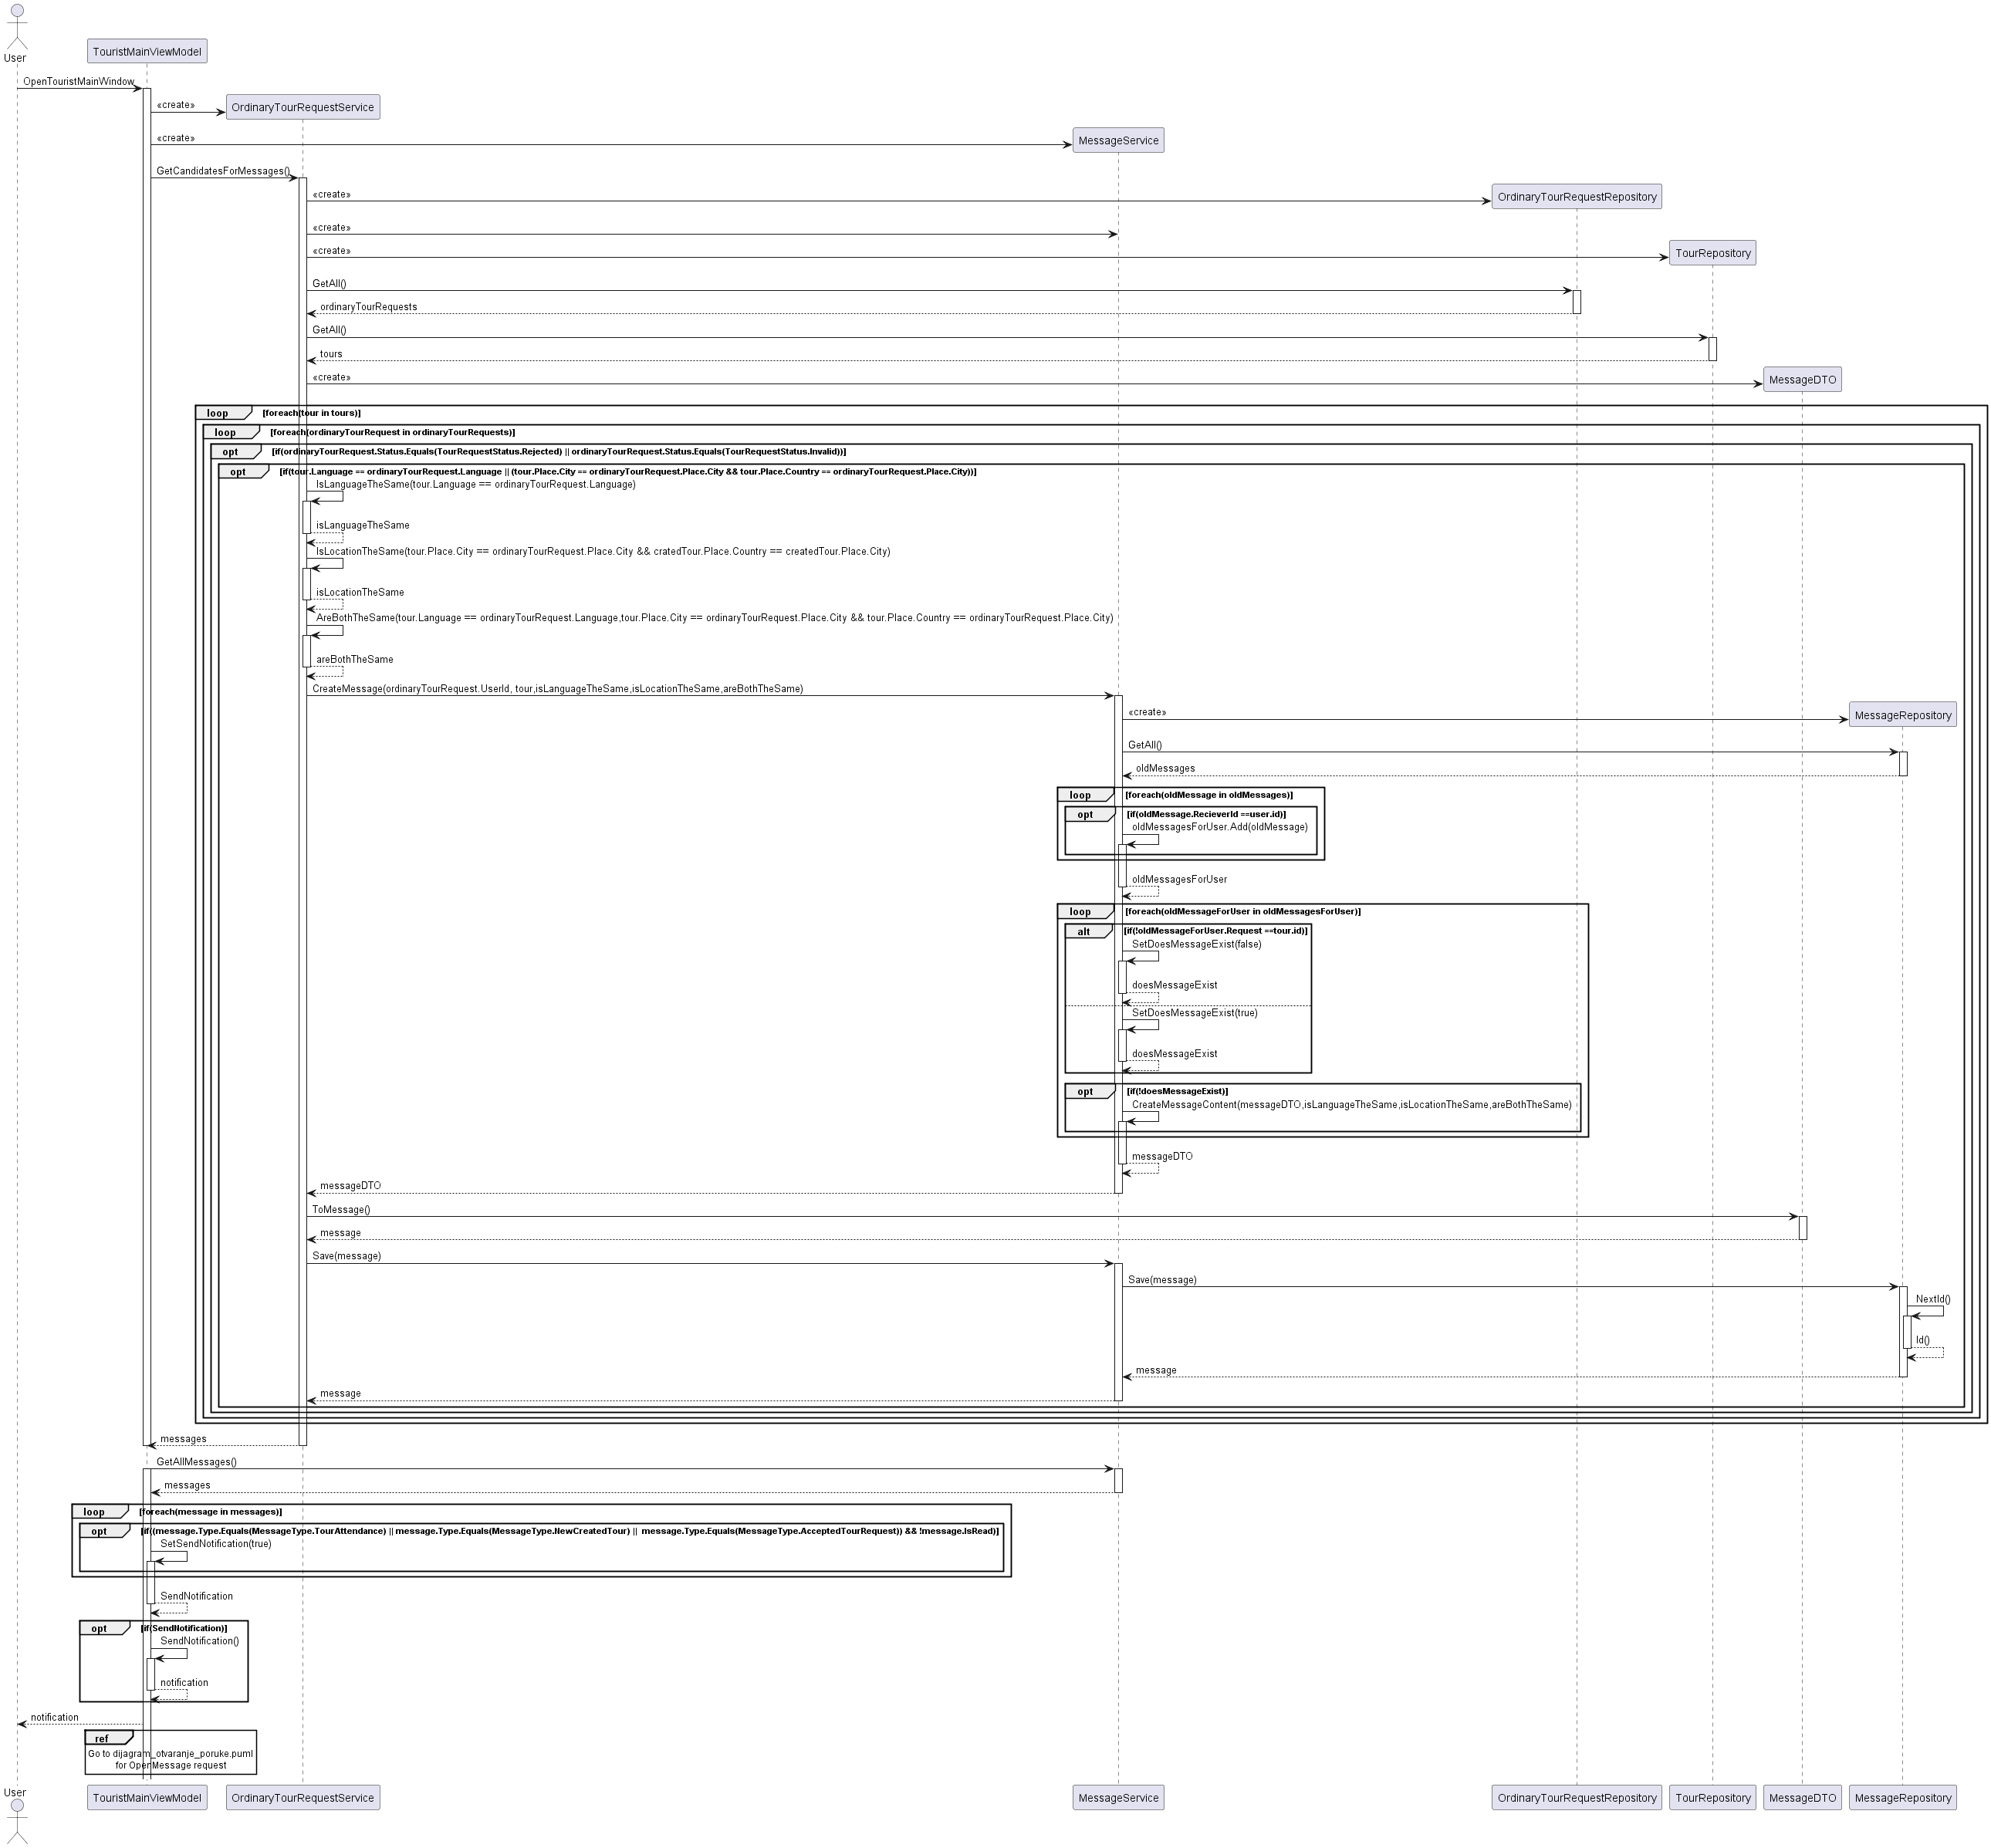 User
TouristMainViewModel
OpenTouristMainWindow
«create»
OrdinaryTourRequestService
«create»
MessageService
GetCandidatesForMessages()
«create»
OrdinaryTourRequestRepository
«create»
«create»
TourRepository
GetAll()
ordinaryTourRequests
GetAll()
tours
«create»
MessageDTO
loop [foreach(tour in tours)]
loop [foreach(ordinaryTourRequest in ordinaryTourRequests)]
opt [if(ordinaryTourRequest.Status.Equals(TourRequestStatus.Rejected) || ordinaryTourRequest.Status.Equals(TourRequestStatus.Invalid))]
opt [if(tour.Language == ordinaryTourRequest.Language || (tour.Place.City == ordinaryTourRequest.Place.City && tour.Place.Country == ordinaryTourRequest.Place.City))]
IsLanguageTheSame(tour.Language == ordinaryTourRequest.Language)
isLanguageTheSame
IsLocationTheSame(tour.Place.City == ordinaryTourRequest.Place.City && cratedTour.Place.Country == createdTour.Place.City)
isLocationTheSame
AreBothTheSame(tour.Language == ordinaryTourRequest.Language,tour.Place.City == ordinaryTourRequest.Place.City && tour.Place.Country == ordinaryTourRequest.Place.City)
areBothTheSame
CreateMessage(ordinaryTourRequest.UserId, tour,isLanguageTheSame,isLocationTheSame,areBothTheSame)
«create»
MessageRepository
GetAll()
oldMessages
loop [foreach(oldMessage in oldMessages)]
opt [if(oldMessage.RecieverId ==user.id)]
oldMessagesForUser.Add(oldMessage)
oldMessagesForUser
loop [foreach(oldMessageForUser in oldMessagesForUser)]
alt [if(!oldMessageForUser.Request ==tour.id)]
SetDoesMessageExist(false)
doesMessageExist
SetDoesMessageExist(true)
doesMessageExist
opt [if(!doesMessageExist)]
CreateMessageContent(messageDTO,isLanguageTheSame,isLocationTheSame,areBothTheSame)
messageDTO
messageDTO
ToMessage()
message
Save(message)
Save(message)
NextId()
Id()
message
message
messages
GetAllMessages()
messages
loop [foreach(message in messages)]
opt [if((message.Type.Equals(MessageType.TourAttendance) || message.Type.Equals(MessageType.NewCreatedTour) || message.Type.Equals(MessageType.AcceptedTourRequest)) && !message.IsRead)]
SetSendNotification(true)
SendNotification
opt [if(SendNotification)]
SendNotification()
notification
notification
ref
Go to dijagram_otvaranje_poruke.puml
for OpenMessage request
User
TouristMainViewModel
OrdinaryTourRequestService
MessageService
OrdinaryTourRequestRepository
TourRepository
MessageDTO
MessageRepository